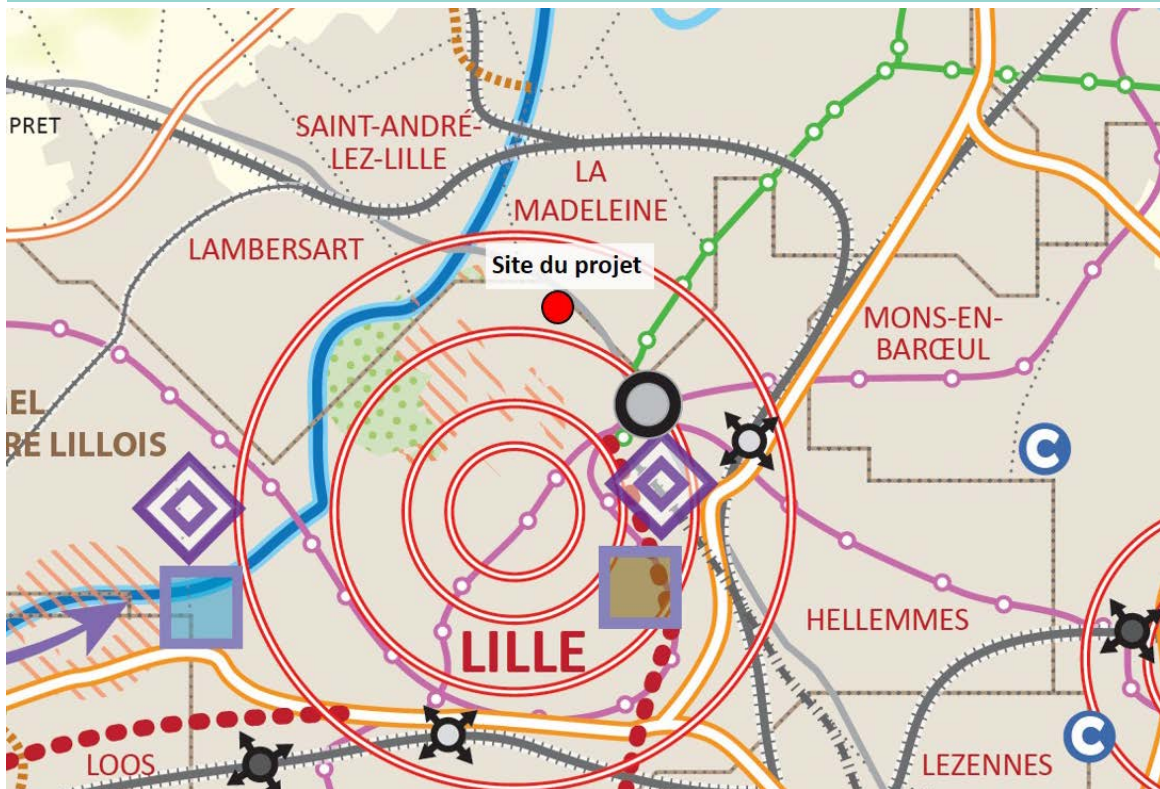 PRET
SAINT-ANDRÉ-
LEZ-LILLE
LA
MADELEINE
LAMBERSART
Site du projet
MONS-EN-
BARŒUL
EL
RE LILLOIS
C
LILLE
HELLEMMES
C
LOOS
LEZENNES